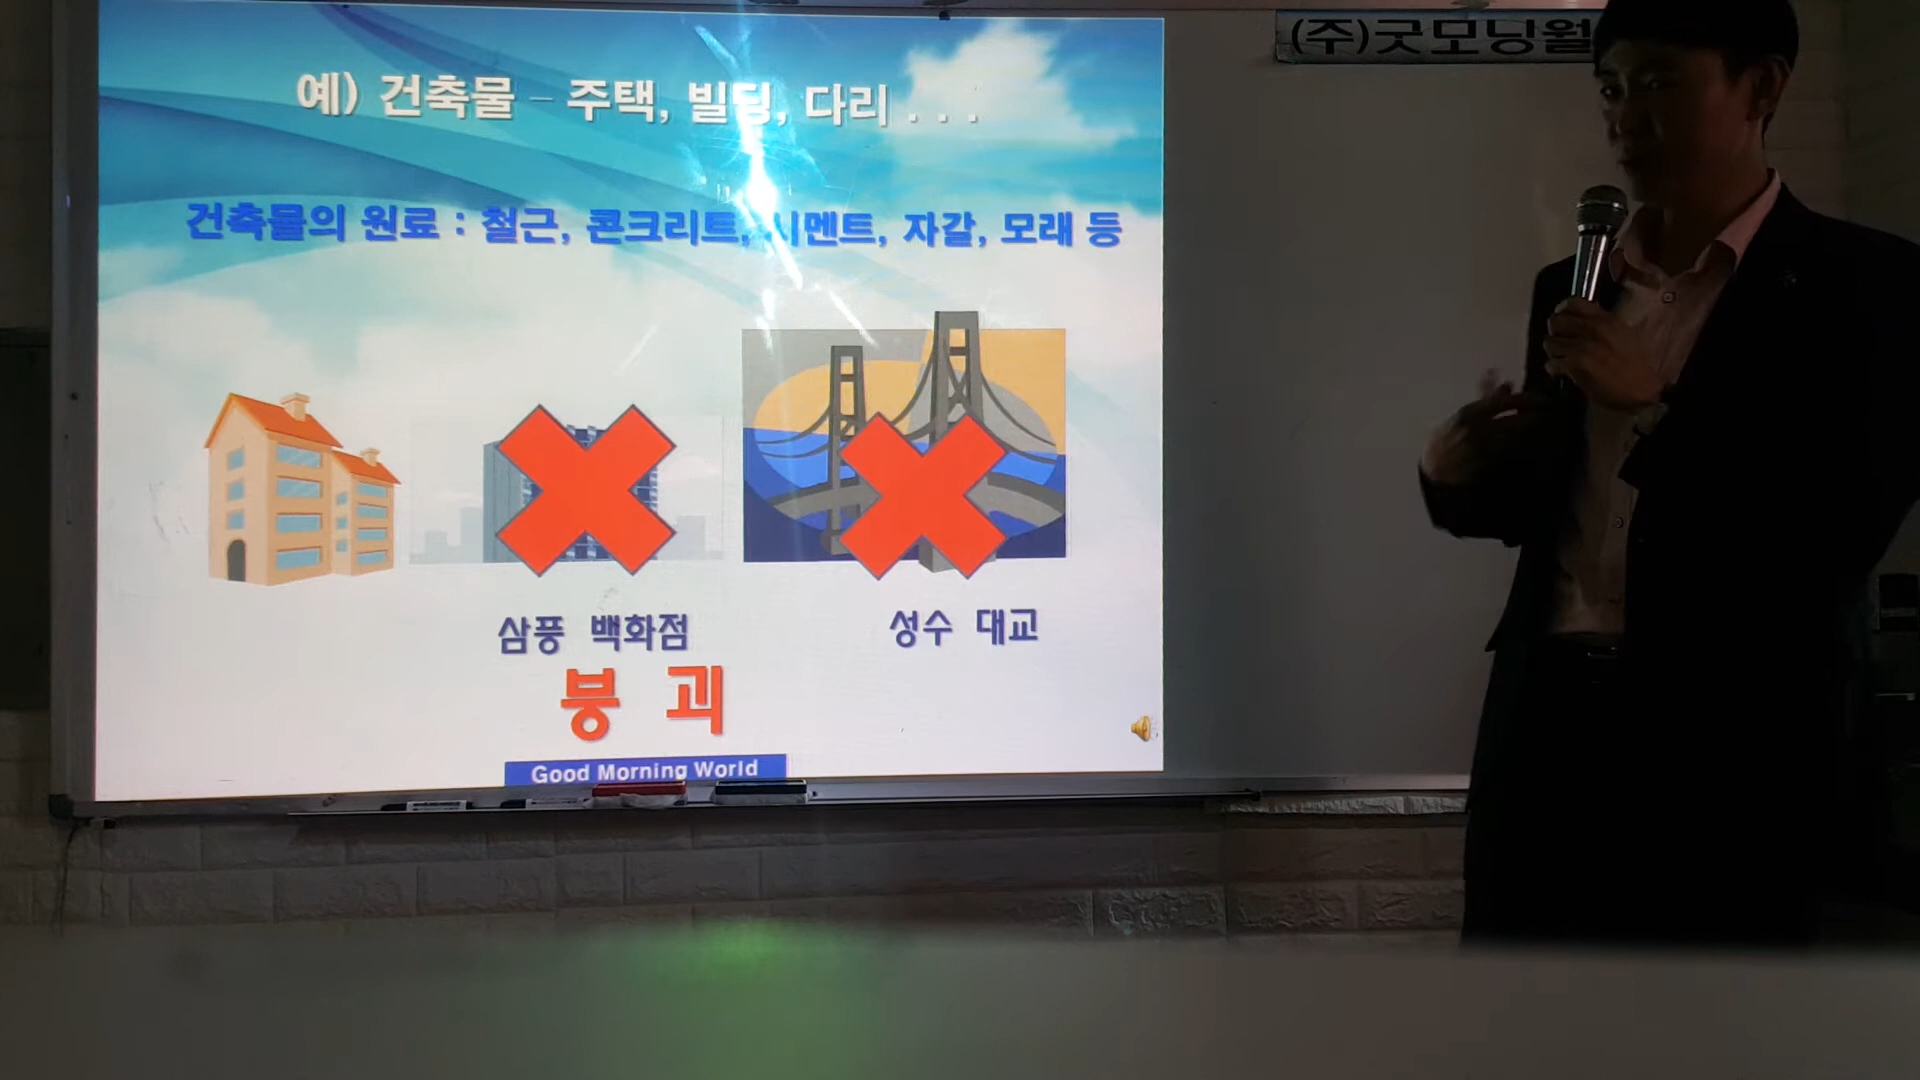 (주)굿모닝월
예) 건축물 – 주택, 빌딩, 다리 . . .
건축물의 원료 : 철근, 콘크리트, 시멘트, 자갈, 모래 등
삼풍 백화점
성수 대교
붕 괴
Good Morning World